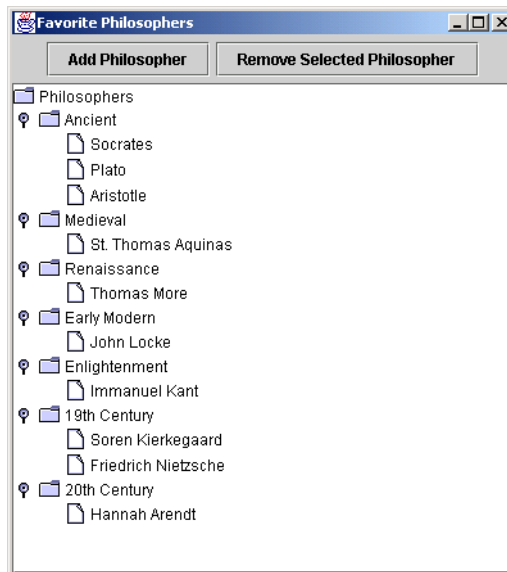 Favorite Philosophers
Add Philosopher Remove Selected Philosopher
Philosophers
Ancient
Socrates
Plato
Aristotle
Medieval
St. Thomas Aquinas
Renaissance
Thomas More
Early Modern
John Locke
Enlightenment
Immanuel Kant
19th Century
Soren Kierkegaard
Friedrich Nietzsche
20th Century
Hannah Arendt